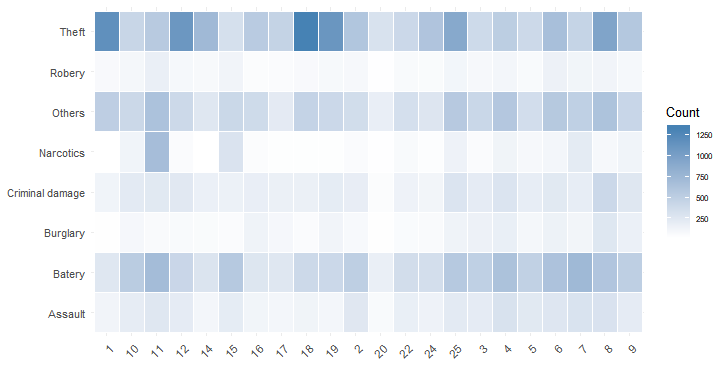 Theft
Robery
Others
Narcotics
Criminal damage
Burglary
Batery
Assault
1 10 11 12 14 15 16 17 18 19 2 20 22 24 25 3 4 5 6 7 8 9
Count
1250
1000
750
500
250